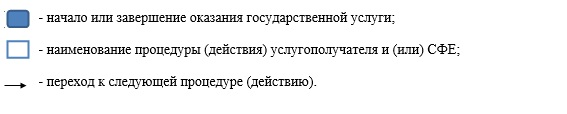 - начало или завершение оказания государственной услуги;
- наименование процедуры (действия) услугополучателя и (или) СФЕ;
- переход к следующей процедуре (действию).